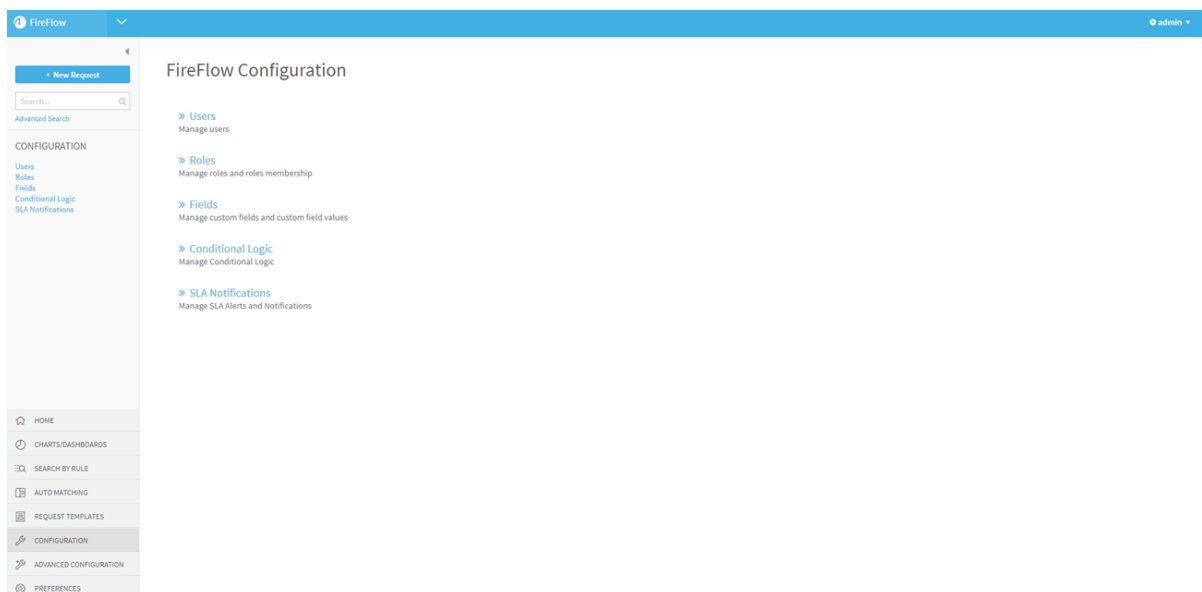 FireFlow
admin
+ New Request
Search...
Advanced Search
CONFIGURATION
Users
Roles
Fields
Conditional Logic
SLA Notifications
HOME
CHARTS/DASHBOARDS
SEARCH BY RULE
AUTO MATCHING
REQUEST TEMPLATES
CONFIGURATION
ADVANCED CONFIGURATION
PREFERENCES
FireFlow Configuration
» Users
Manage users
» Roles
Manage roles and roles membership
» Fields
Manage custom fields and custom field values
» Conditional Logic
Manage Conditional Logic
» SLA Notifications
Manage SLA Alerts and Notifications